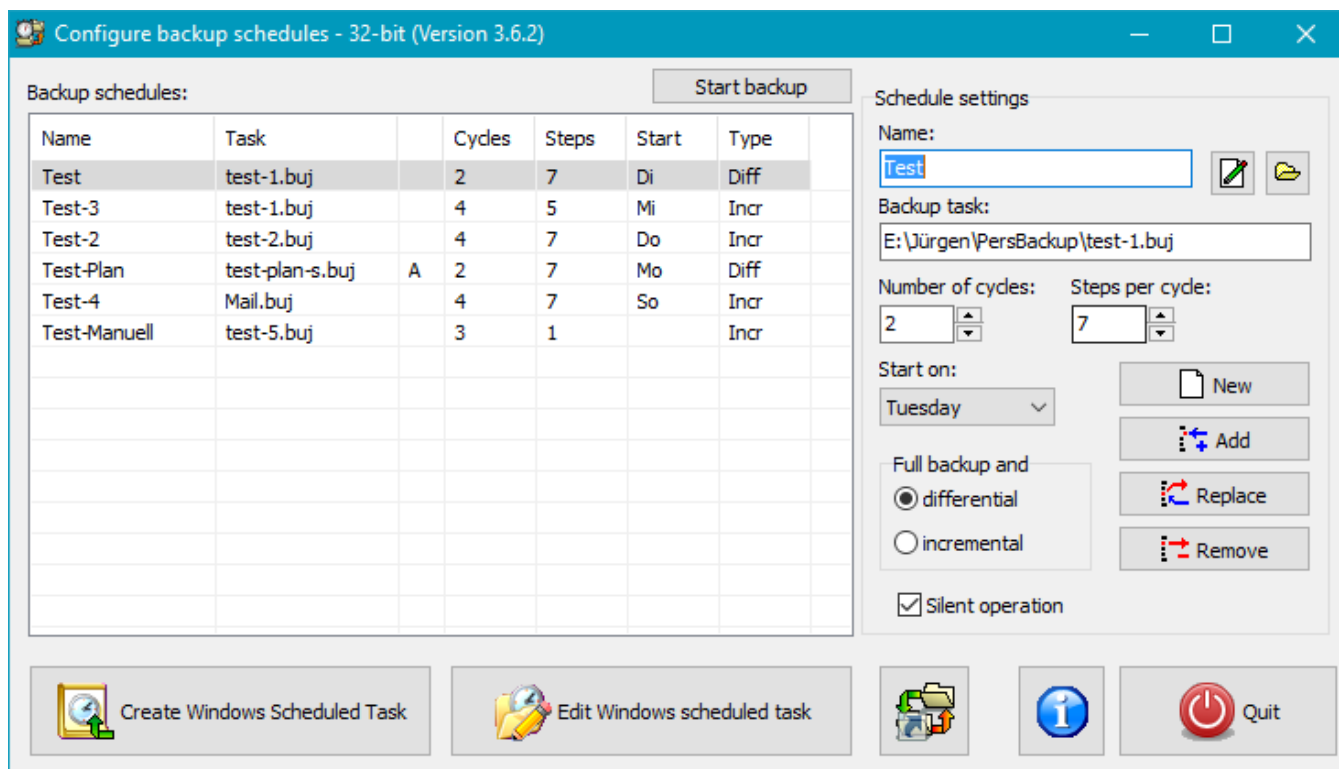 Configure backup schedules - 32-bit (Version 3.6.2)
Backup schedules:
Start backup
Name Task Cycles Steps Start Type
Test test-1.buj 2 7 Di Diff
Test-3 test-1.buj 4 5 Mi Incr
Test-2 test-2.buj 4 7 Do Incr
Test-Plan test-plan-s.buj A 2 7 Mo Diff
Test-4 Mail.buj 4 7 So Incr
Test-Manuell test-5.buj 3 1 Incr
Schedule settings
Name:
Test
Backup task:
E:\Jürgen\PersBackup\test-1.buj
Number of cycles: Steps per cycle:
2 7
Start on:
Tuesday
New
Add
Replace
Remove
Full backup and
differential
incremental
Silent operation
Create Windows Scheduled Task
Edit Windows scheduled task
Quit